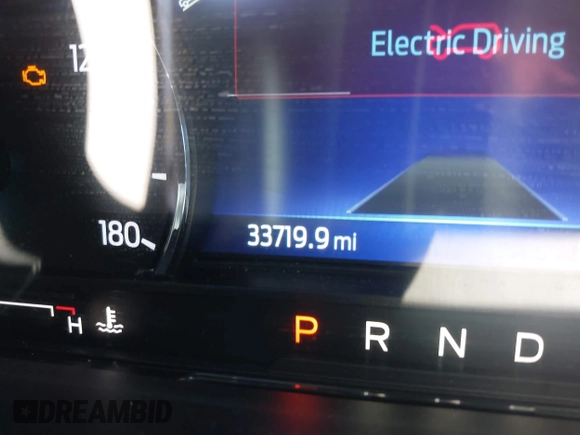 Electric Driving
180
33719.9 mi
H
P R N D
DREAMBID